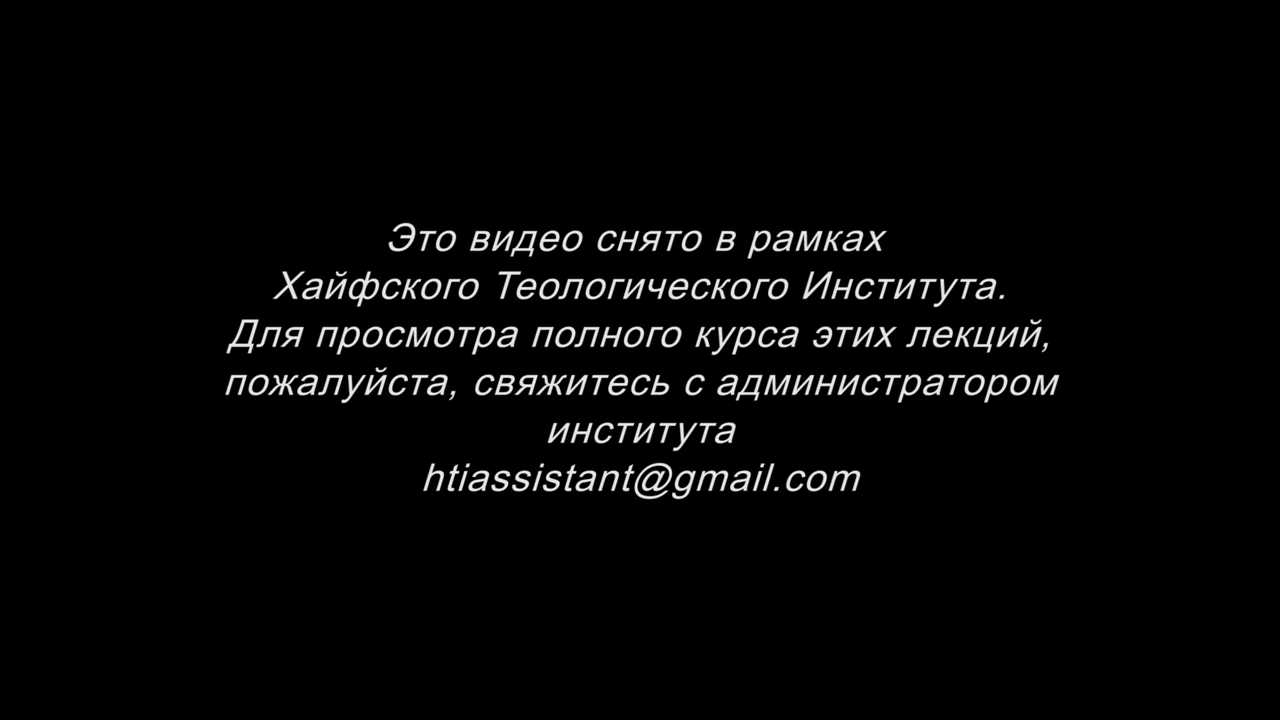 Это видео снято в рамках
Хайфского Теологического Института.
Для просмотра полного курса этих лекций,
пожалуйста, свяжитесь с администратором
института
htiassistant@gmail.com